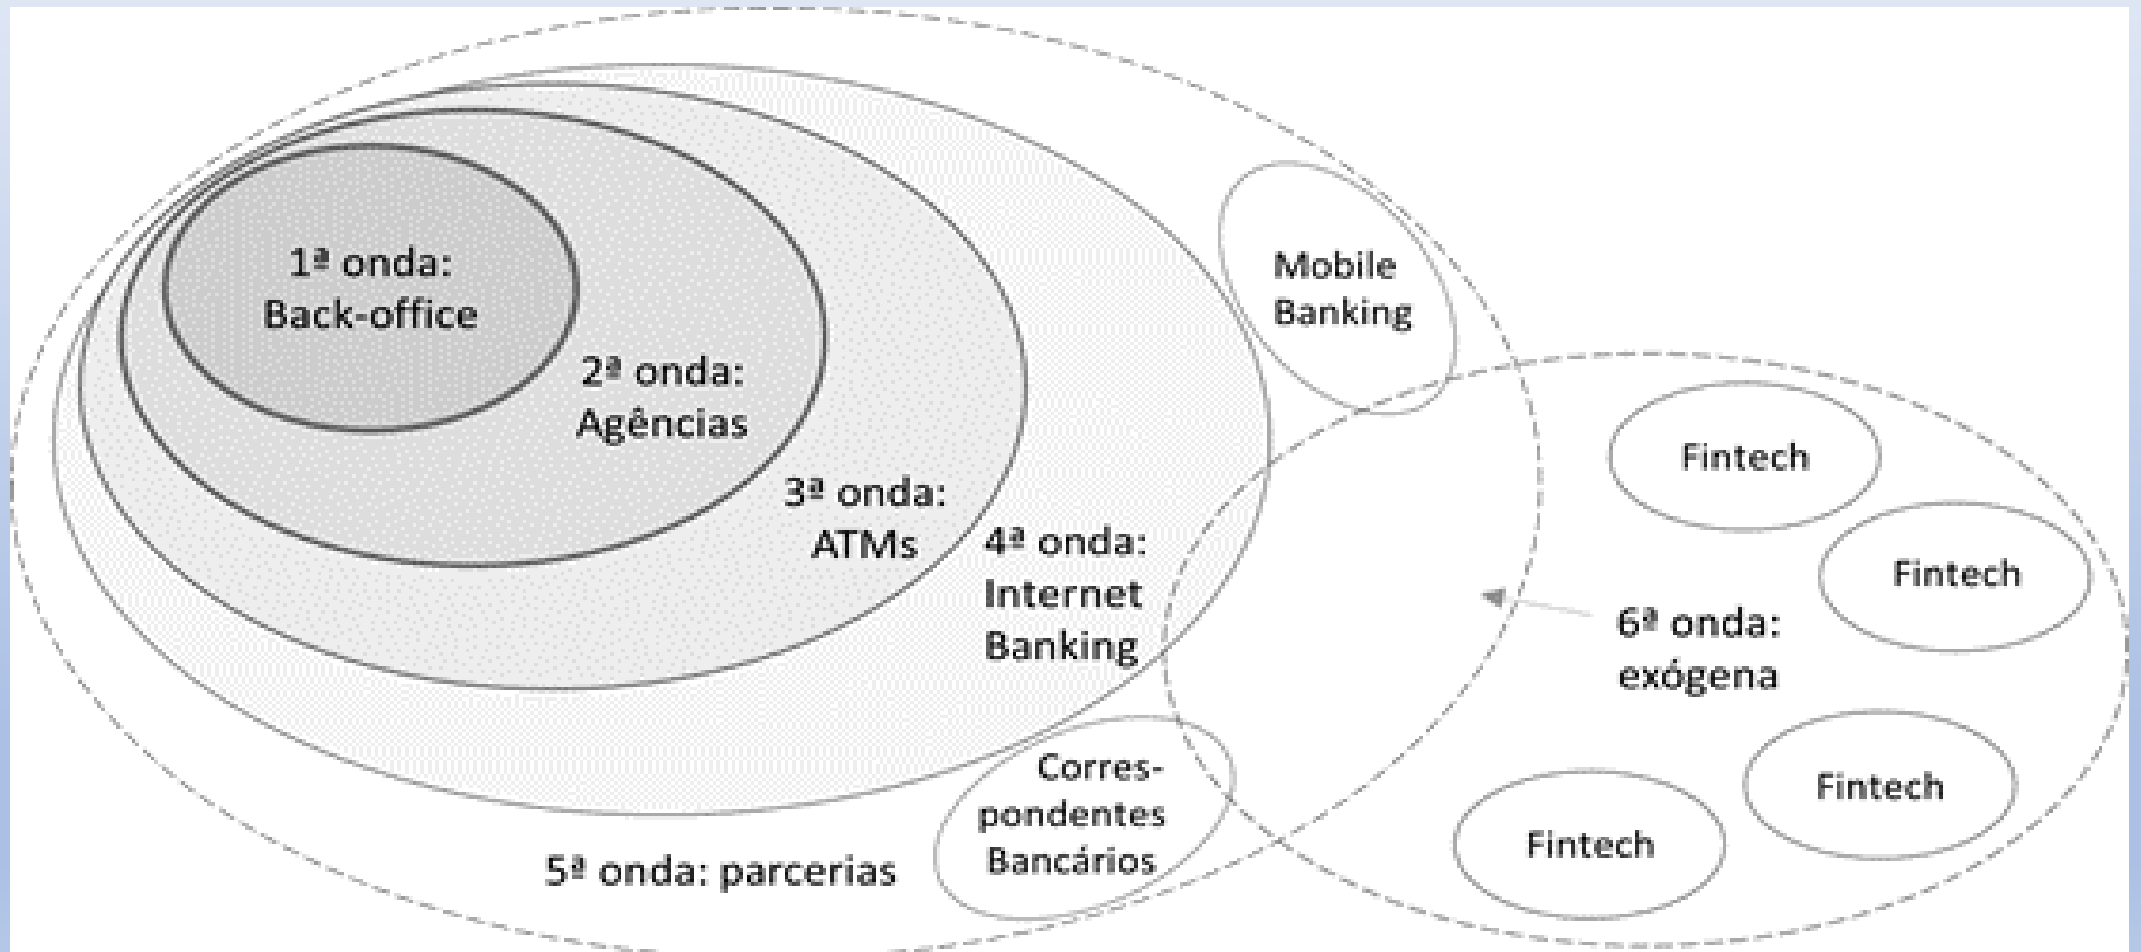 1ª onda:
Back-office
2ª onda:
Agências
3ª onda:
ATMs
4ª onda:
Internet
Banking
Mobile
Banking
Corres-
pondentes
Bancários
5ª onda: parcerias
Fintech
Fintech
6ª onda:
exógena
Fintech
Fintech